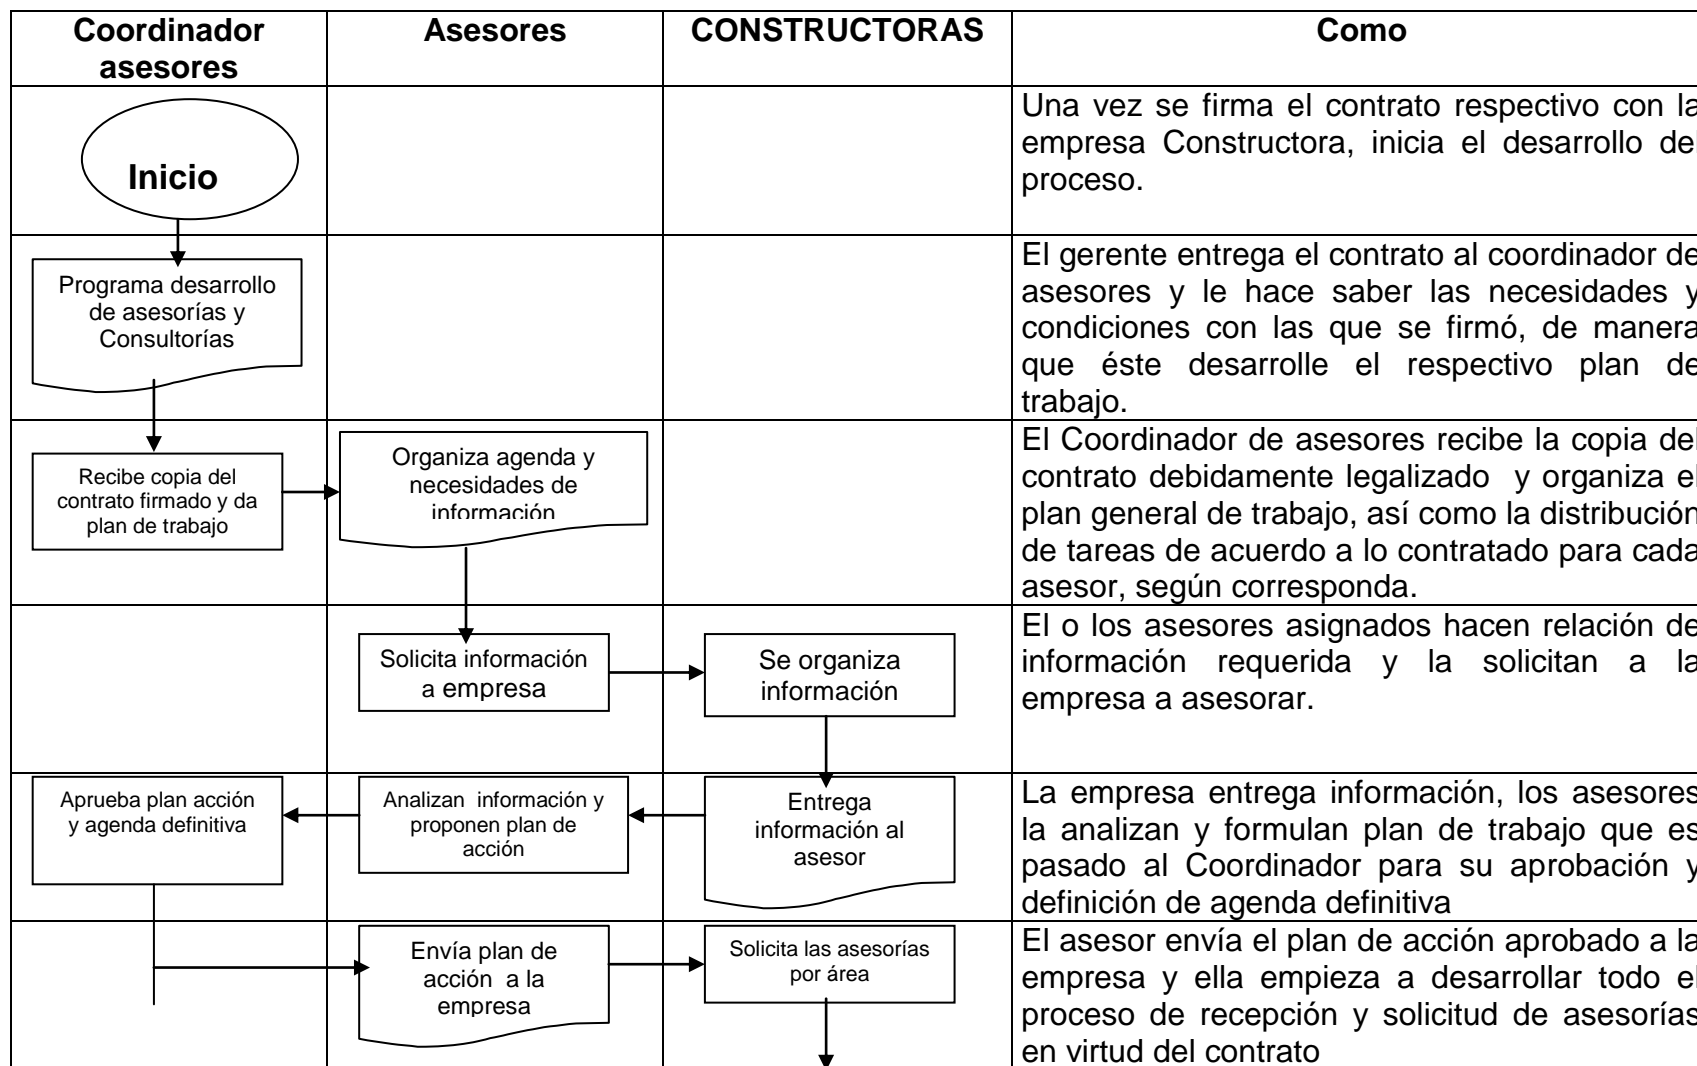 Coordinador
asesores
Asesores
CONSTRUCTORAS
Como
Inicio
Una vez se firma el contrato respectivo con la
empresa Constructora, inicia el desarrollo del
proceso.
Programa desarrollo
de asesorías y
Consultorías
El gerente entrega el contrato al coordinador de
asesores y le hace saber las necesidades y
condiciones con las que se firmó, de manera
que éste desarrolle el respectivo plan de
trabajo.
Recibe copia del
contrato firmado y da
plan de trabajo
Organiza agenda y
necesidades de
información
El Coordinador de asesores recibe la copia del
contrato debidamente legalizado y organiza el
plan general de trabajo, así como la distribución
de tareas de acuerdo a lo contratado para cada
asesor, según corresponda.
Solicita información
a empresa
Se organiza
información
El o los asesores asignados hacen relación de
información requerida y la solicitan a la
empresa a asesorar.
Aprueba plan acción
y agenda definitiva
Analizan información y
proponen plan de
acción
Entrega
información al
asesor
La empresa entrega información, los asesores
la analizan y formulan plan de trabajo que es
pasado al Coordinador para su aprobación y
definición de agenda definitiva
Envía plan de
acción a la
empresa
Solicita las asesorías
por área
El asesor envía el plan de acción aprobado a la
empresa y ella empieza a desarrollar todo el
proceso de recepción y solicitud de asesorías
en virtud del contrato